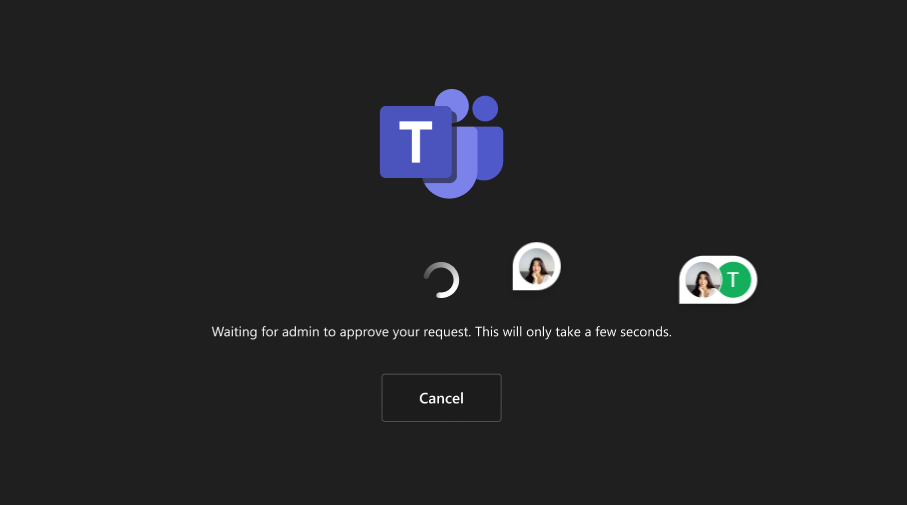 T
T
Waiting for admin to approve your request. This will only take a few seconds.
Cancel